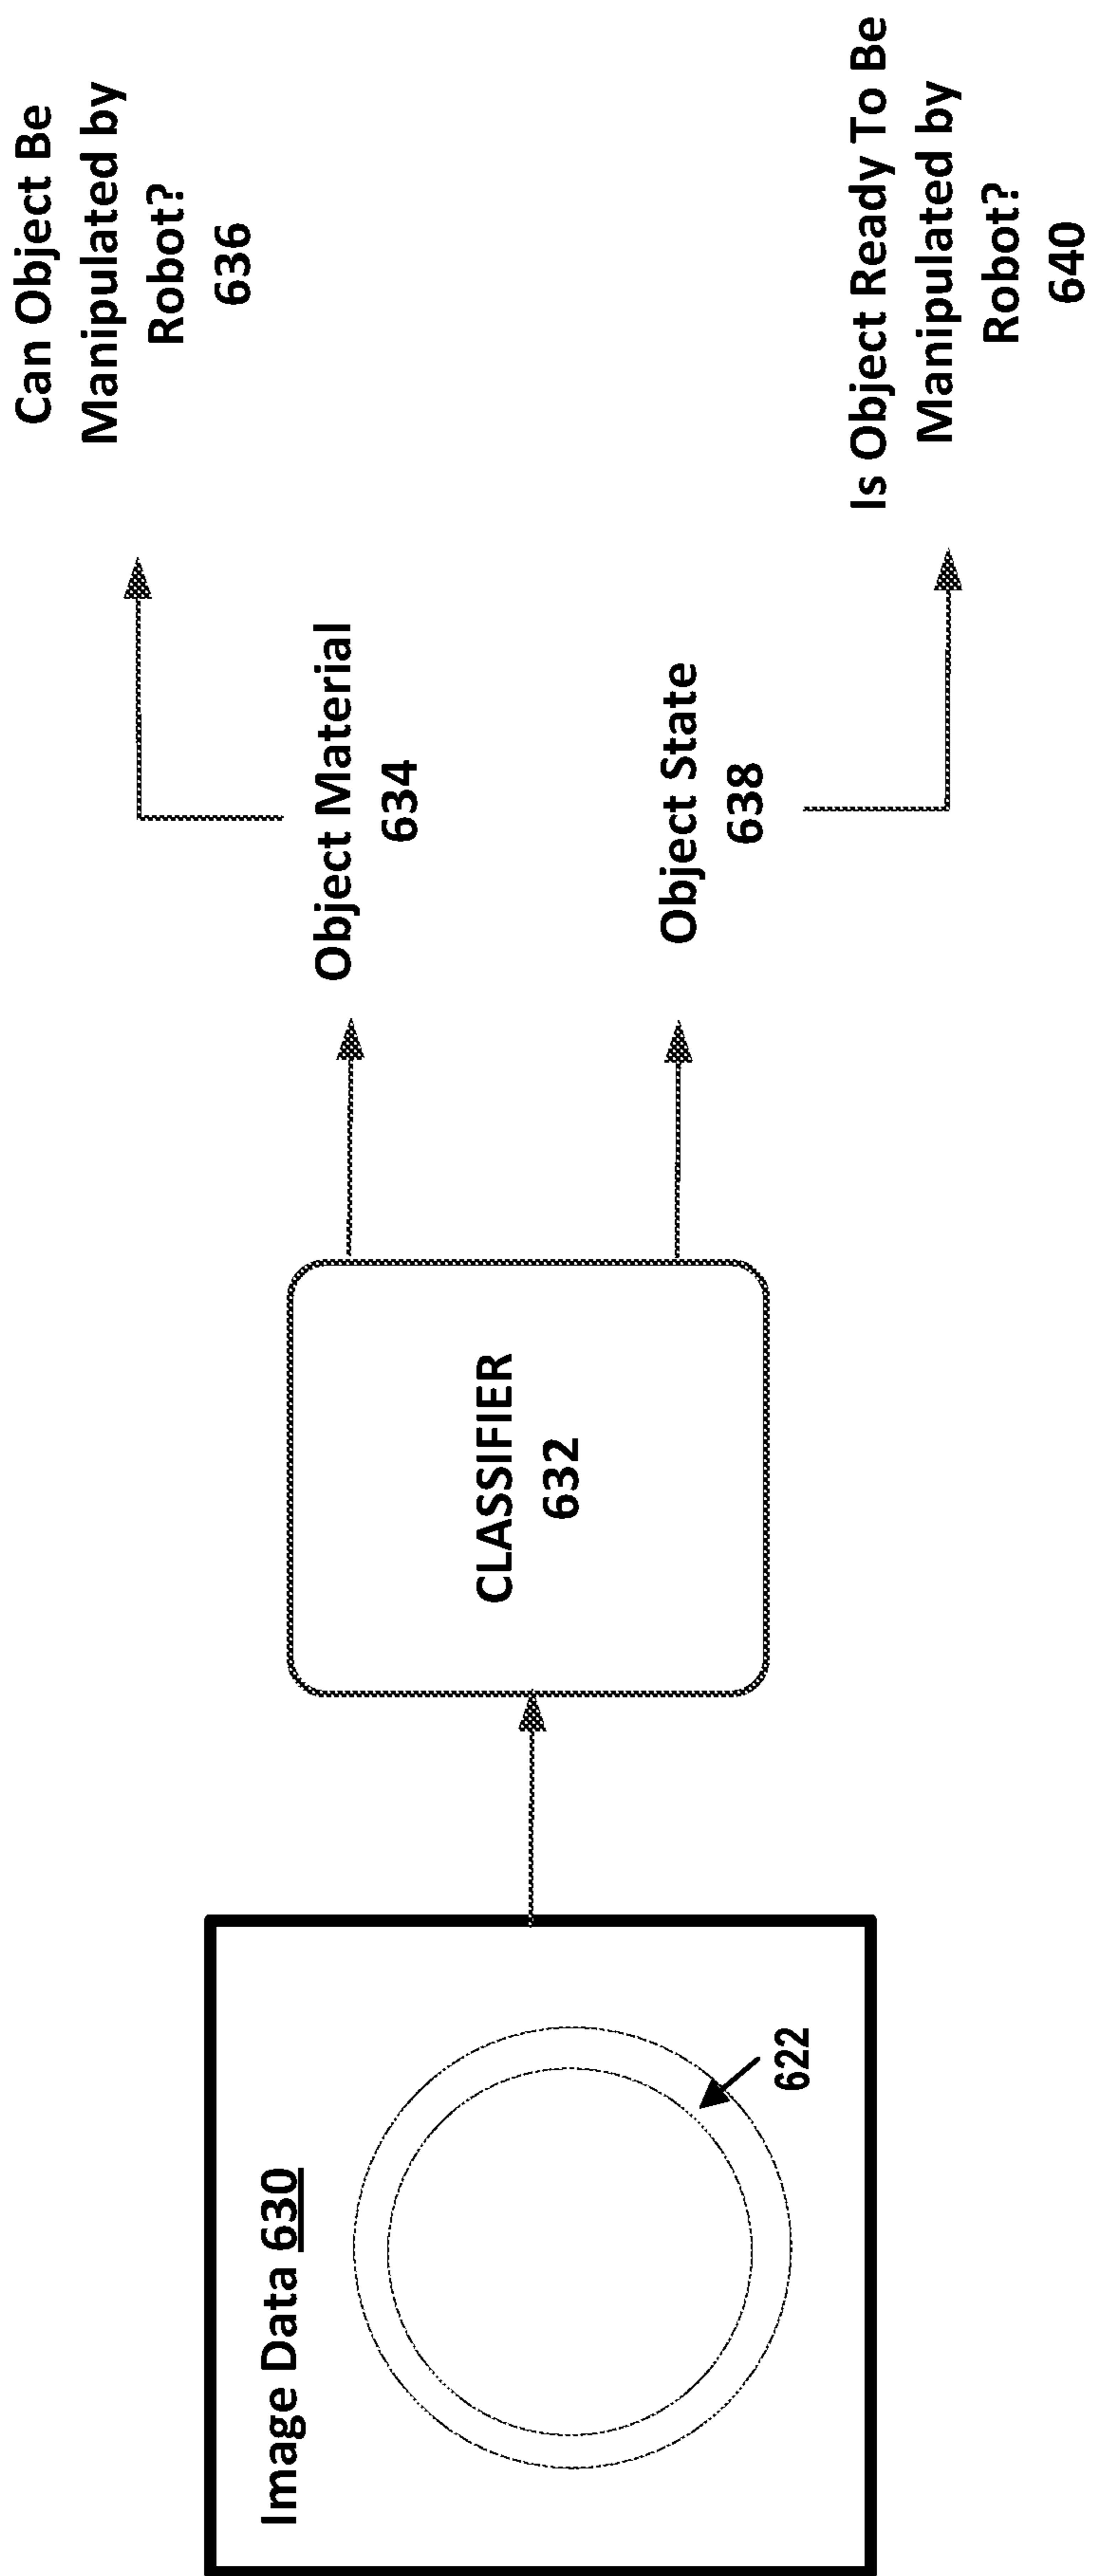 Image Data 630
622
CLASSIFIER
632
Object Material
634
Can Object Be
Manipulated by
Robot?
636
Object State
638
Is Object Ready To Be
Manipulated by
Robot?
640